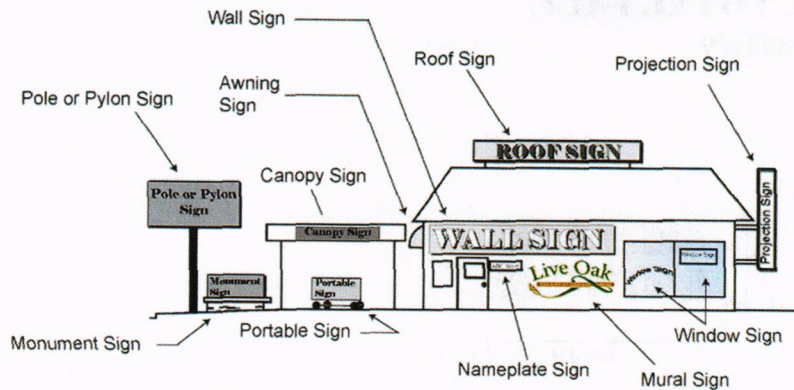 Wall Sign
Roof Sign
Projection Sign
Awning
Sign
Pole or Pylon Sign
Canopy Sign
ROOF SIGN
Pole or Pylon
Sign
Canopy Sign
WALL SIGN
Projection Sign
Monument
Sign
Portable
Sign
Live Oak
Window Sign
Window Sign
Monument Sign
Portable Sign
Nameplate Sign
Mural Sign
Window Sign